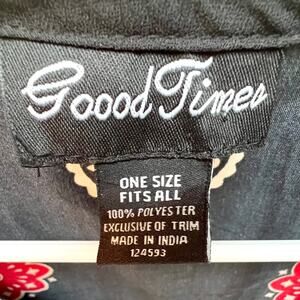 Goood Times
ONE SIZE
FITS ALL
100% POLYESTER
EXCLUSIVE OF TRIM
MADE IN INDIA
124593